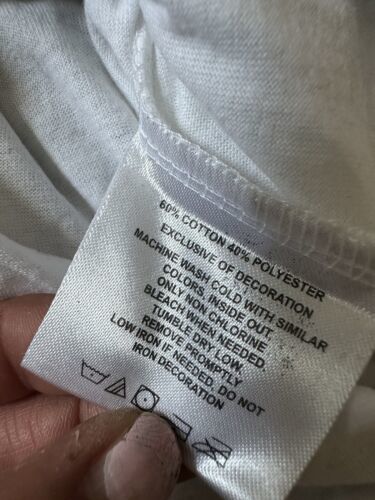 60% COTTON 40% POLYESTER
EXCLUSIVE OF DECORATION
MACHINE WASH COLD WITH SIMILAR
COLORS, INSIDE OUT.
ONLY NON CHLORINE.
BLEACH WHEN NEEDED.
TUMBLE DRY LOW.
REMOVE PROMPTLY
LOW IRON IF NEEDED. DO NOT
IRON DECORATION